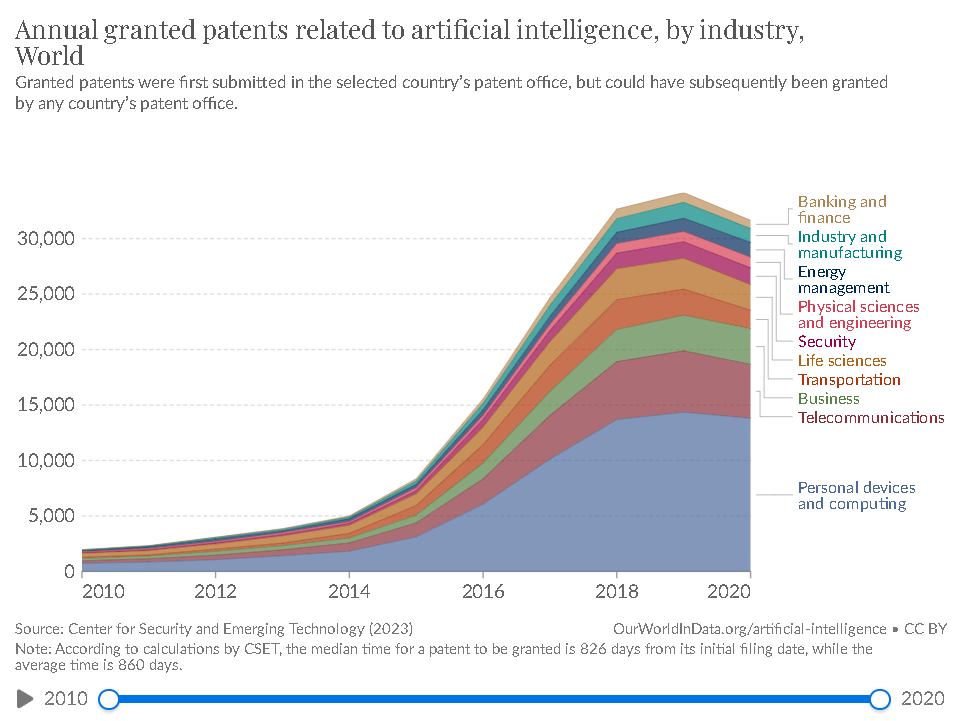 Annual granted patents related to artificial intelligence, by industry,
World
Granted patents were first submitted in the selected country's patent office, but could have subsequently been granted
by any country's patent office.
30,000
25,000
20,000
15,000
10,000
5,000
0
2010
2012
2014
2016
2018
2020
Banking and
finance
Industry and
manufacturing
Energy
management
Physical sciences
and engineering
Security
Life sciences
Transportation
Business
Telecommunications
Personal devices
and computing
Source: Center for Security and Emerging Technology (2023)
OurWorldInData.org/artificial-intelligence • CC BY
Note: According to calculations by CSET, the median time for a patent to be granted is 826 days from its initial filing date, while the
average time is 860 days.
2010
2020